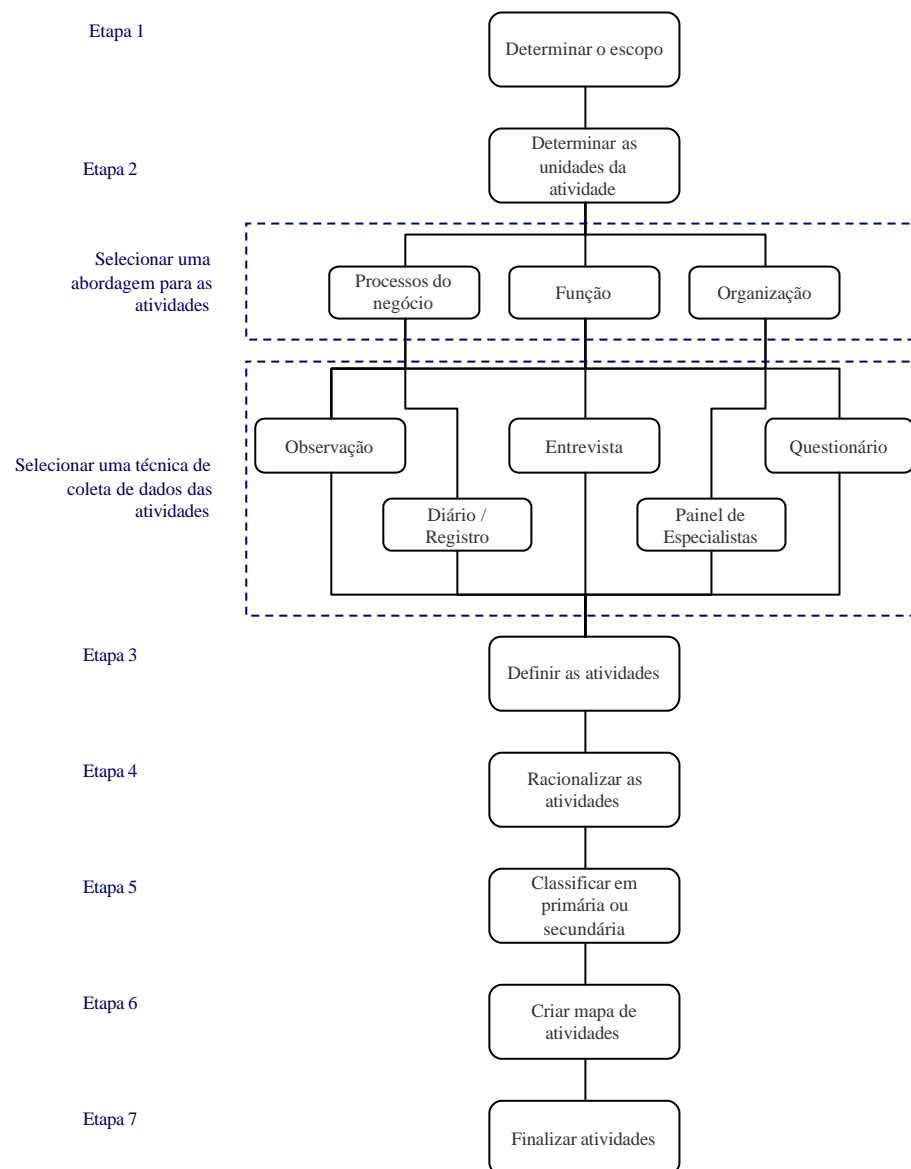 Etapa 1
Determinar o escopo
Etapa 2
Determinar as
unidades da
atividade
Selecionar uma
abordagem para as
atividades
Processos do
negócio
Função
Organização
Selecionar uma técnica de
coleta de dados das
atividades
Observação
Entrevista
Questionário
Diário /
Registro
Painel de
Especialistas
Etapa 3
Definir as atividades
Etapa 4
Racionalizar as
atividades
Etapa 5
Classificar em
primária ou
secundária
Etapa 6
Criar mapa de
atividades
Etapa 7
Finalizar atividades